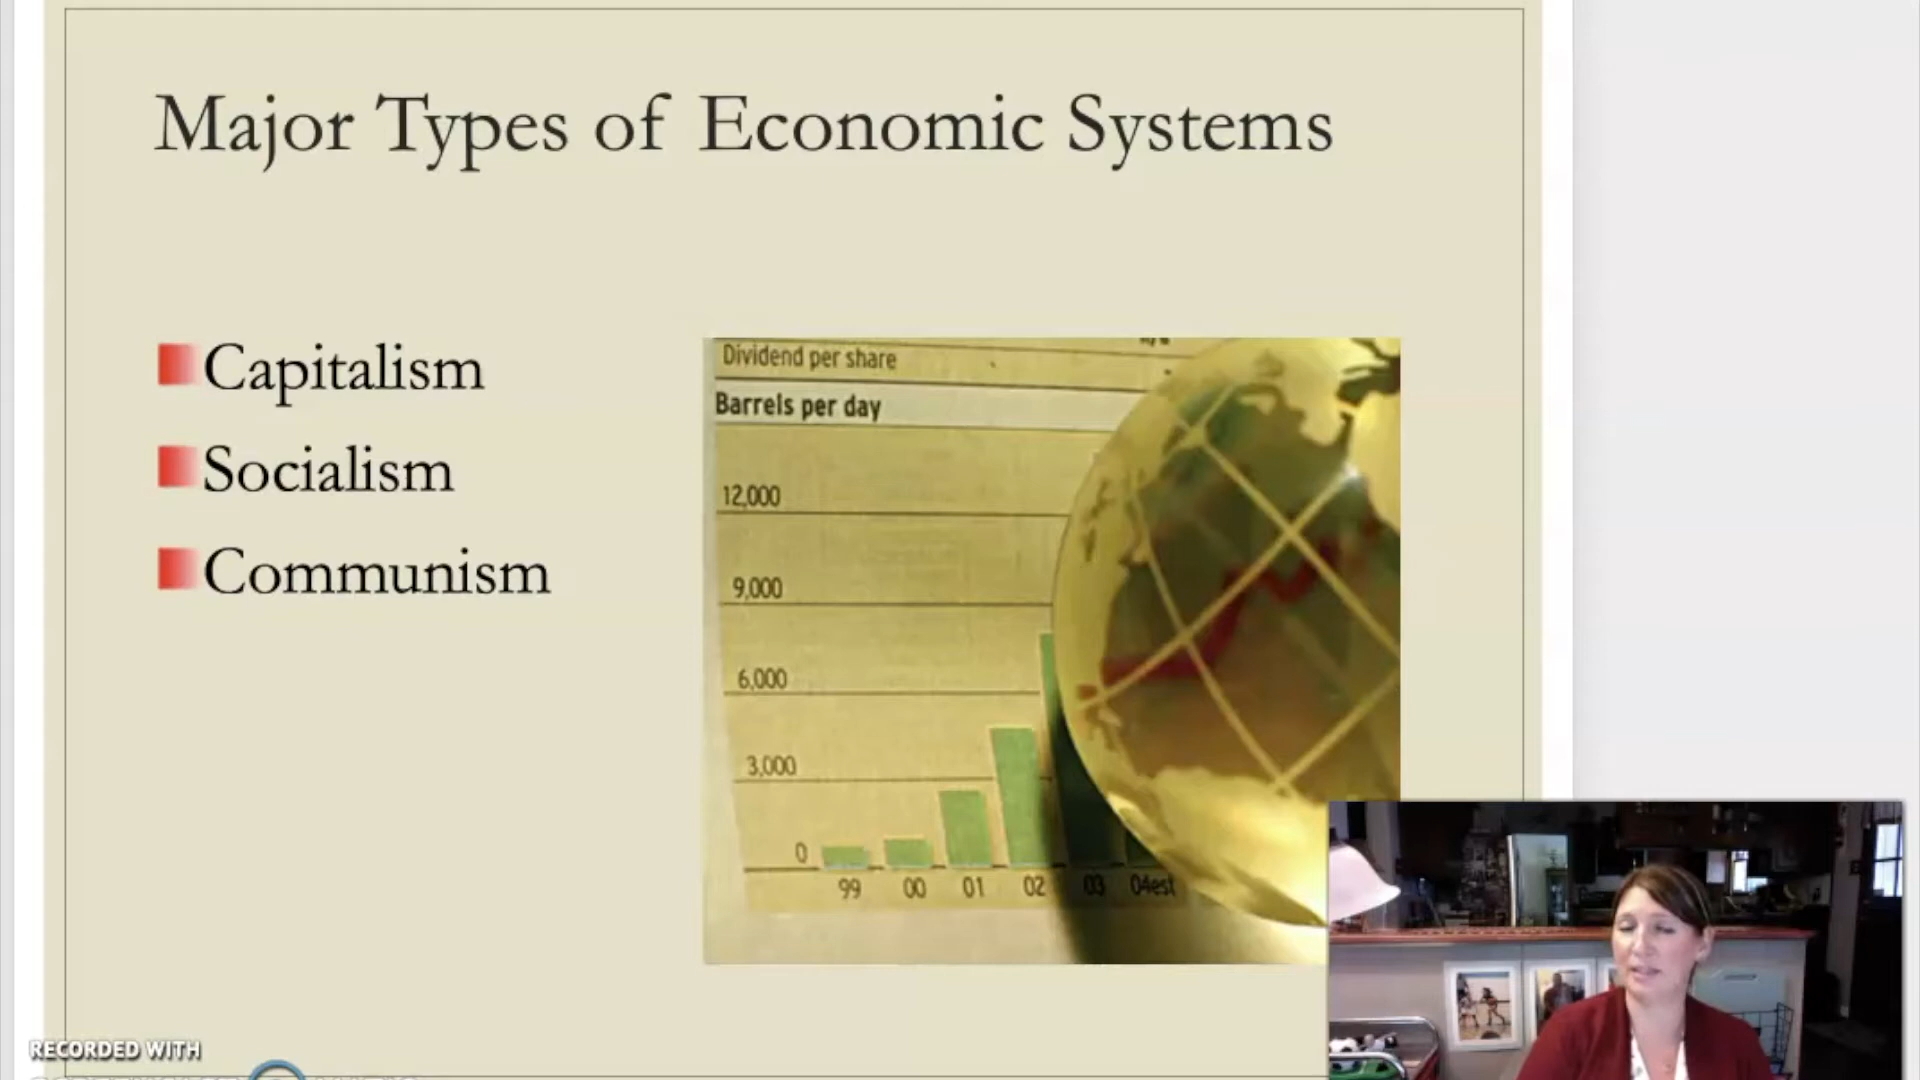 Major Types of Economic Systems
Capitalism
Socialism
Communism
Dividend per share
Barrels per day
12,000
9,000
6,000
3,000
0
99 00 01 02 03 04est
RECORDED WITH